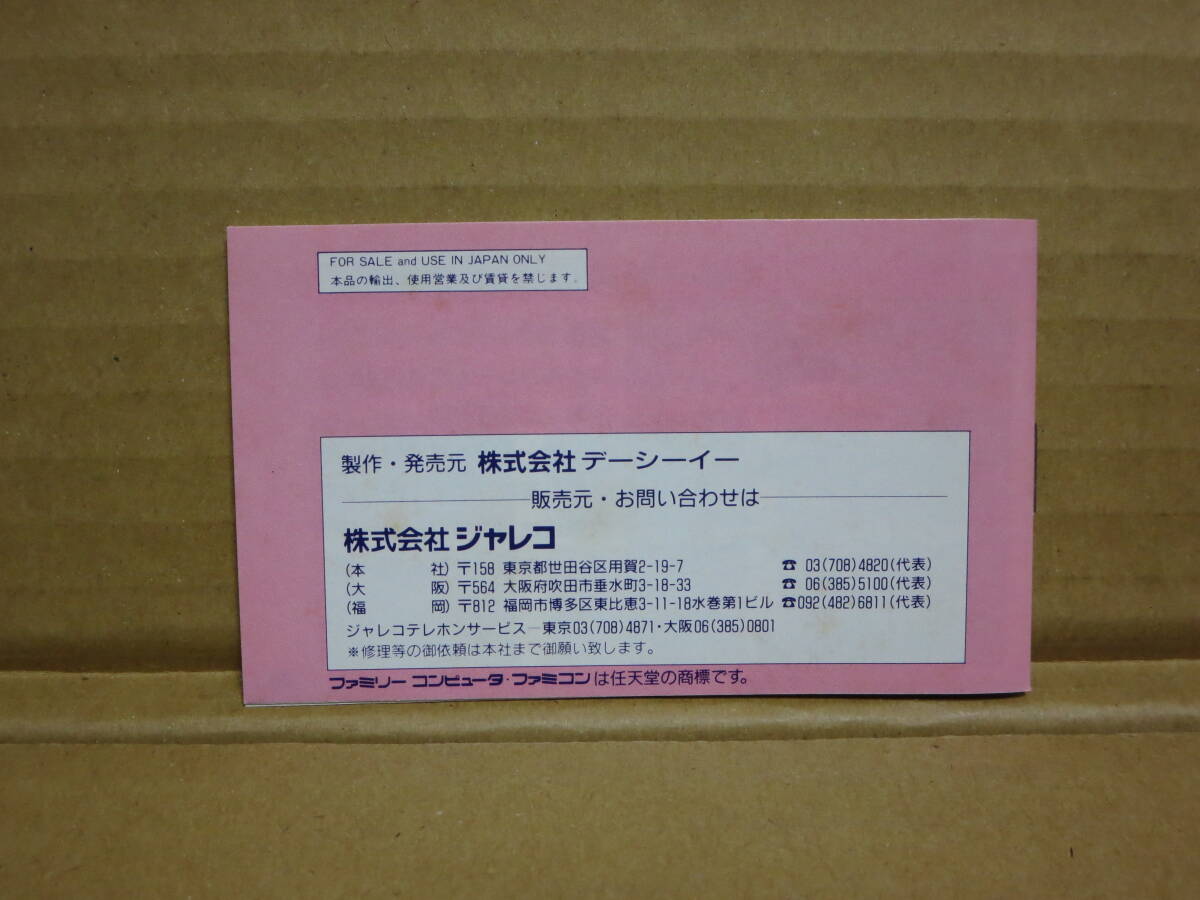 FOR SALE and USE IN JAPAN ONLY
本品の輸出、使用営業及び賃貸を禁じます。
製作・発売元 株式会社 デーシーイー
販売元・お問い合わせは
株式会社 ジャレコ
(本 社) 〒158 東京都世田谷区用賀2-19-7 ☎ 03(708)4820(代表)
(大 阪) 〒564 大阪府吹田市垂水町3-18-33 ☎ 06(385)5100(代表)
(福 岡) 〒812 福岡市博多区東比恵3-11-18水巻第1ビル ☎092(482)6811(代表)
ジャレコテレホンサービス―東京03(708)4871・大阪06(385)0801
※修理等の御依頼は本社まで御願い致します。
ファミリー コンピュータ・ファミコンは任天堂の商標です。